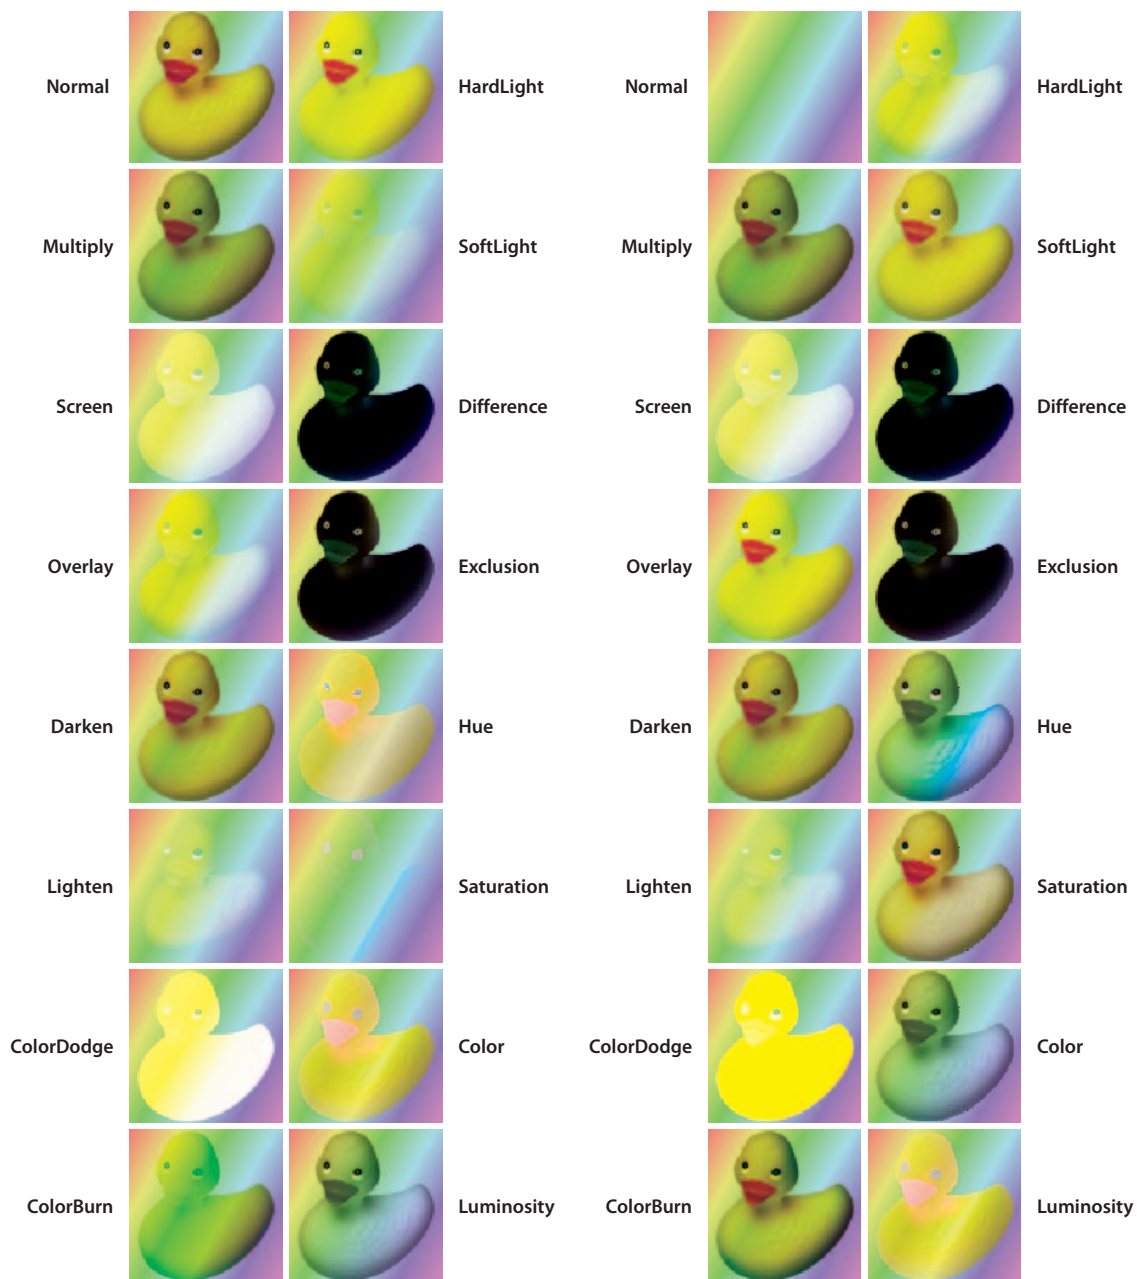 Normal HardLight Normal HardLight
Multiply SoftLight Multiply SoftLight
Screen Difference Screen Difference
Overlay Exclusion Overlay Exclusion
Darken Hue Darken Hue
Lighten Saturation Lighten Saturation
ColorDodge Color ColorDodge Color
ColorBurn Luminosity ColorBurn Luminosity